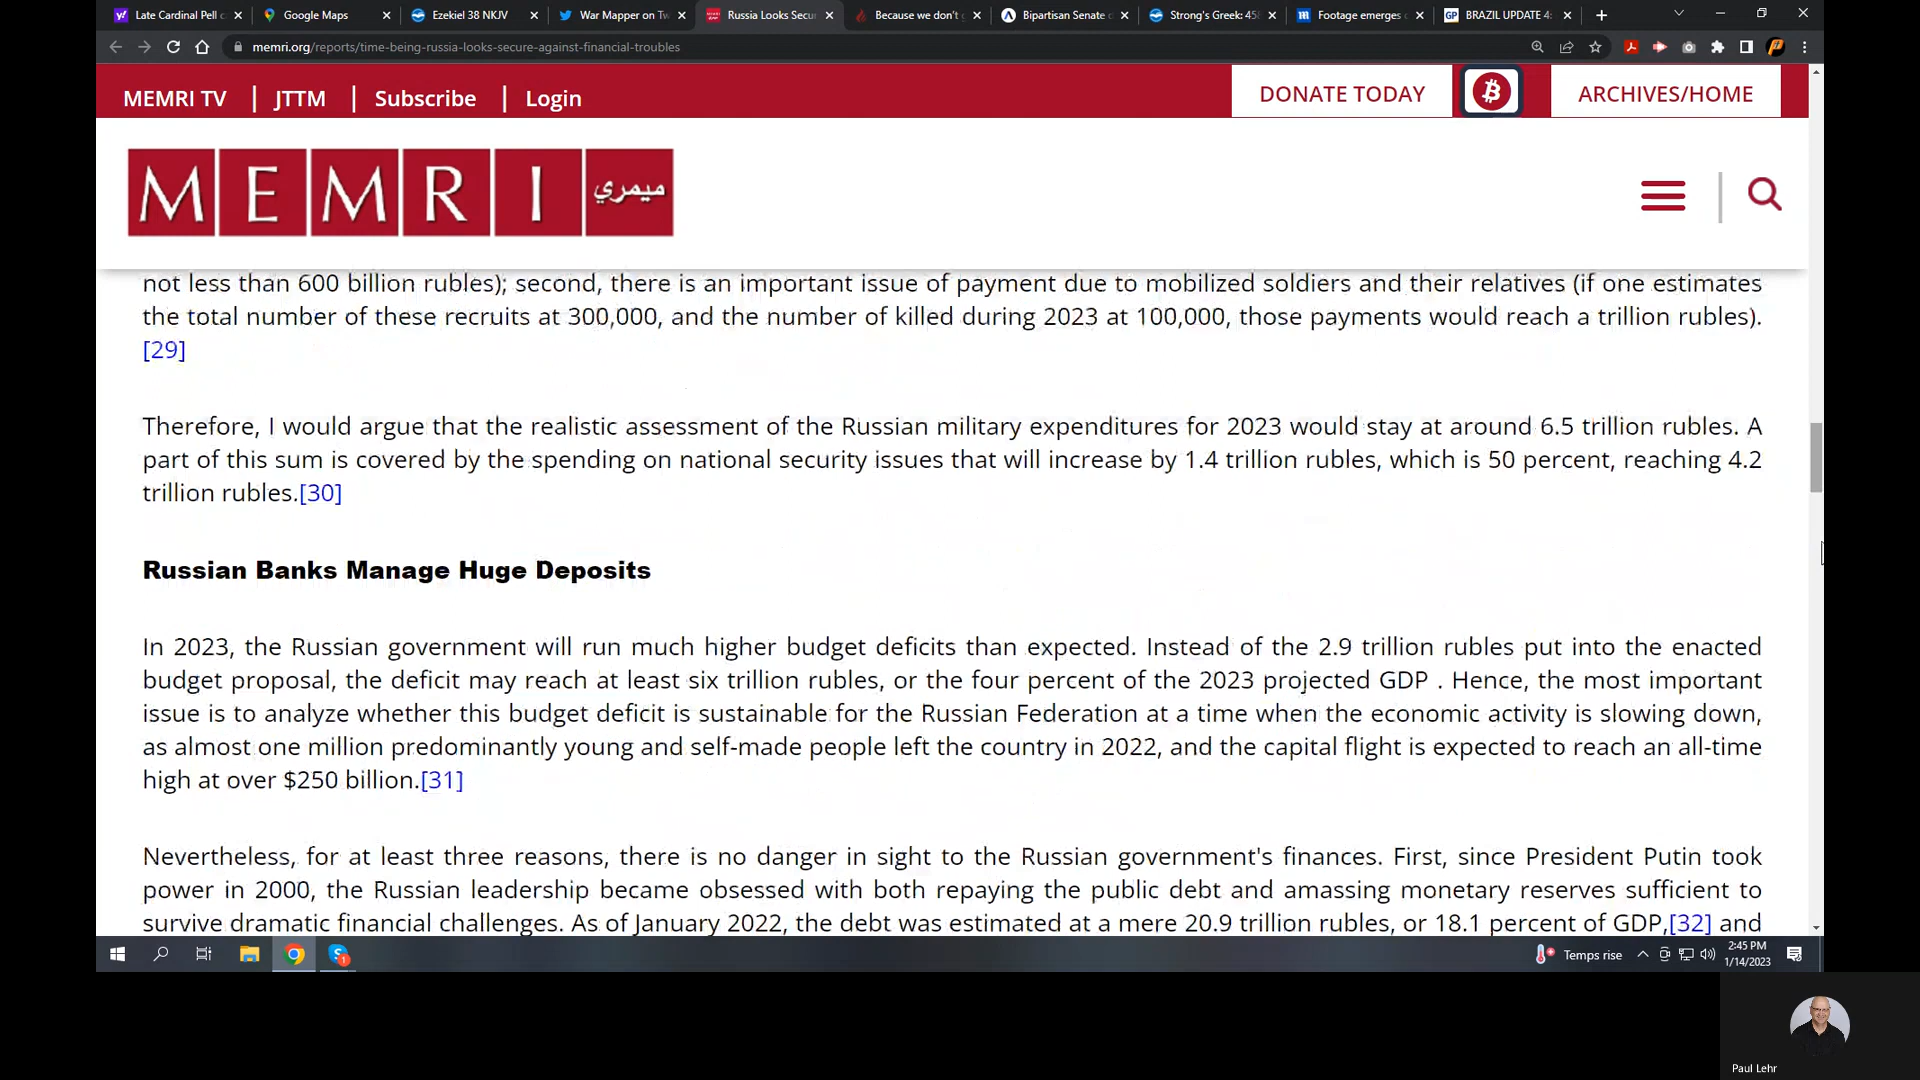 Late Cardinal Pell c
Google Maps
Ezekiel 38 NKJV
War Mapper on Tw
Russia Looks Secu
Because we don't g
Bipartisan Senate
Strong's Greek: 45
Footage emerges
BRAZIL UPDATE 4:
memri.org/reports/time-being-russia-looks-secure-against-financial-troubles
MEMRI TV | JTTM | Subscribe | Login
DONATE TODAY
ARCHIVES/HOME
MEMRI ميمري
not less than 600 billion rubles); second, there is an important issue of payment due to mobilized soldiers and their relatives (if one estimates
the total number of these recruits at 300,000, and the number of killed during 2023 at 100,000, those payments would reach a trillion rubles).
[29]
Therefore, I would argue that the realistic assessment of the Russian military expenditures for 2023 would stay at around 6.5 trillion rubles. A
part of this sum is covered by the spending on national security issues that will increase by 1.4 trillion rubles, which is 50 percent, reaching 4.2
trillion rubles.[30]
Russian Banks Manage Huge Deposits
In 2023, the Russian government will run much higher budget deficits than expected. Instead of the 2.9 trillion rubles put into the enacted
budget proposal, the deficit may reach at least six trillion rubles, or the four percent of the 2023 projected GDP . Hence, the most important
issue is to analyze whether this budget deficit is sustainable for the Russian Federation at a time when the economic activity is slowing down,
as almost one million predominantly young and self-made people left the country in 2022, and the capital flight is expected to reach an all-time
high at over $250 billion.[31]
Nevertheless, for at least three reasons, there is no danger in sight to the Russian government's finances. First, since President Putin took
power in 2000, the Russian leadership became obsessed with both repaying the public debt and amassing monetary reserves sufficient to
survive dramatic financial challenges. As of January 2022, the debt was estimated at a mere 20.9 trillion rubles, or 18.1 percent of GDP,[32] and
Temps rise
2:45 PM
1/14/2023
Paul Lehr